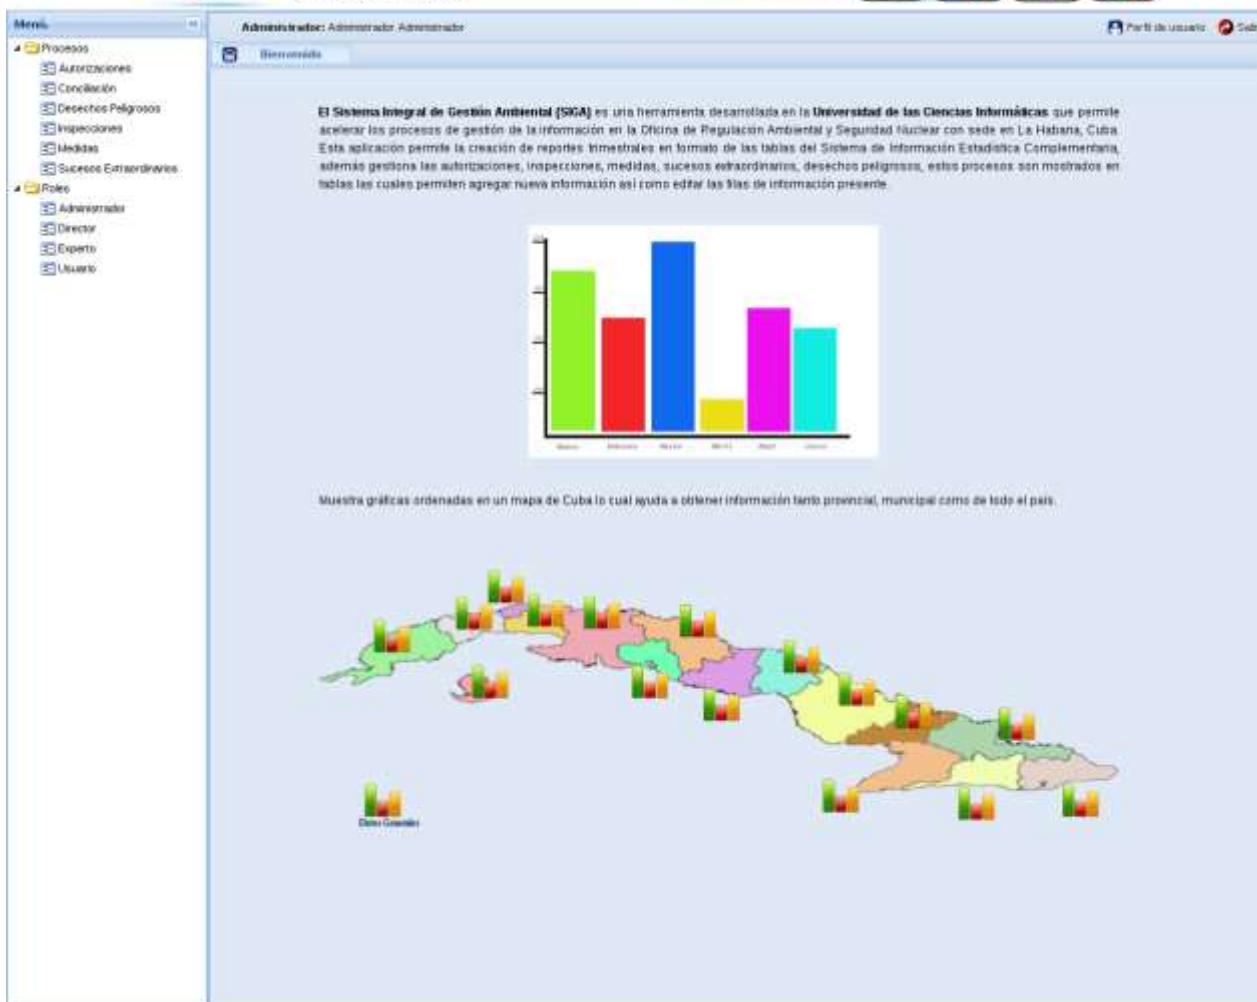 Menú
Administrador: Administrador Administrador
Perfil de usuario
Bienvenido
Procesos
Autorizaciones
Conciliación
Desechos Peligrosos
Inspecciones
Medidas
Sucesos Extraordinarios
Roles
Administrador
Director
Experto
Usuario
El Sistema Integral de Gestión Ambiental (SIGA) es una herramienta desarrollada en la Universidad de las Ciencias Informáticas que permite
acelerar los procesos de gestión de la información en la Oficina de Regulación Ambiental y Seguridad Nuclear con sede en La Habana, Cuba.
Esta aplicación permite la creación de reportes trimestrales en formato de las tablas del Sistema de Información Estadística Complementaria,
además gestiona las autorizaciones, inspecciones, medidas, sucesos extraordinarios, desechos peligrosos, estos procesos son mostrados en
tablas las cuales permiten agregar nueva información así como editar las filas de información presente.
Muestra gráficas ordenadas en un mapa de Cuba lo cual ayuda a obtener información tanto provincial, municipal como de todo el país.
Datos Generales